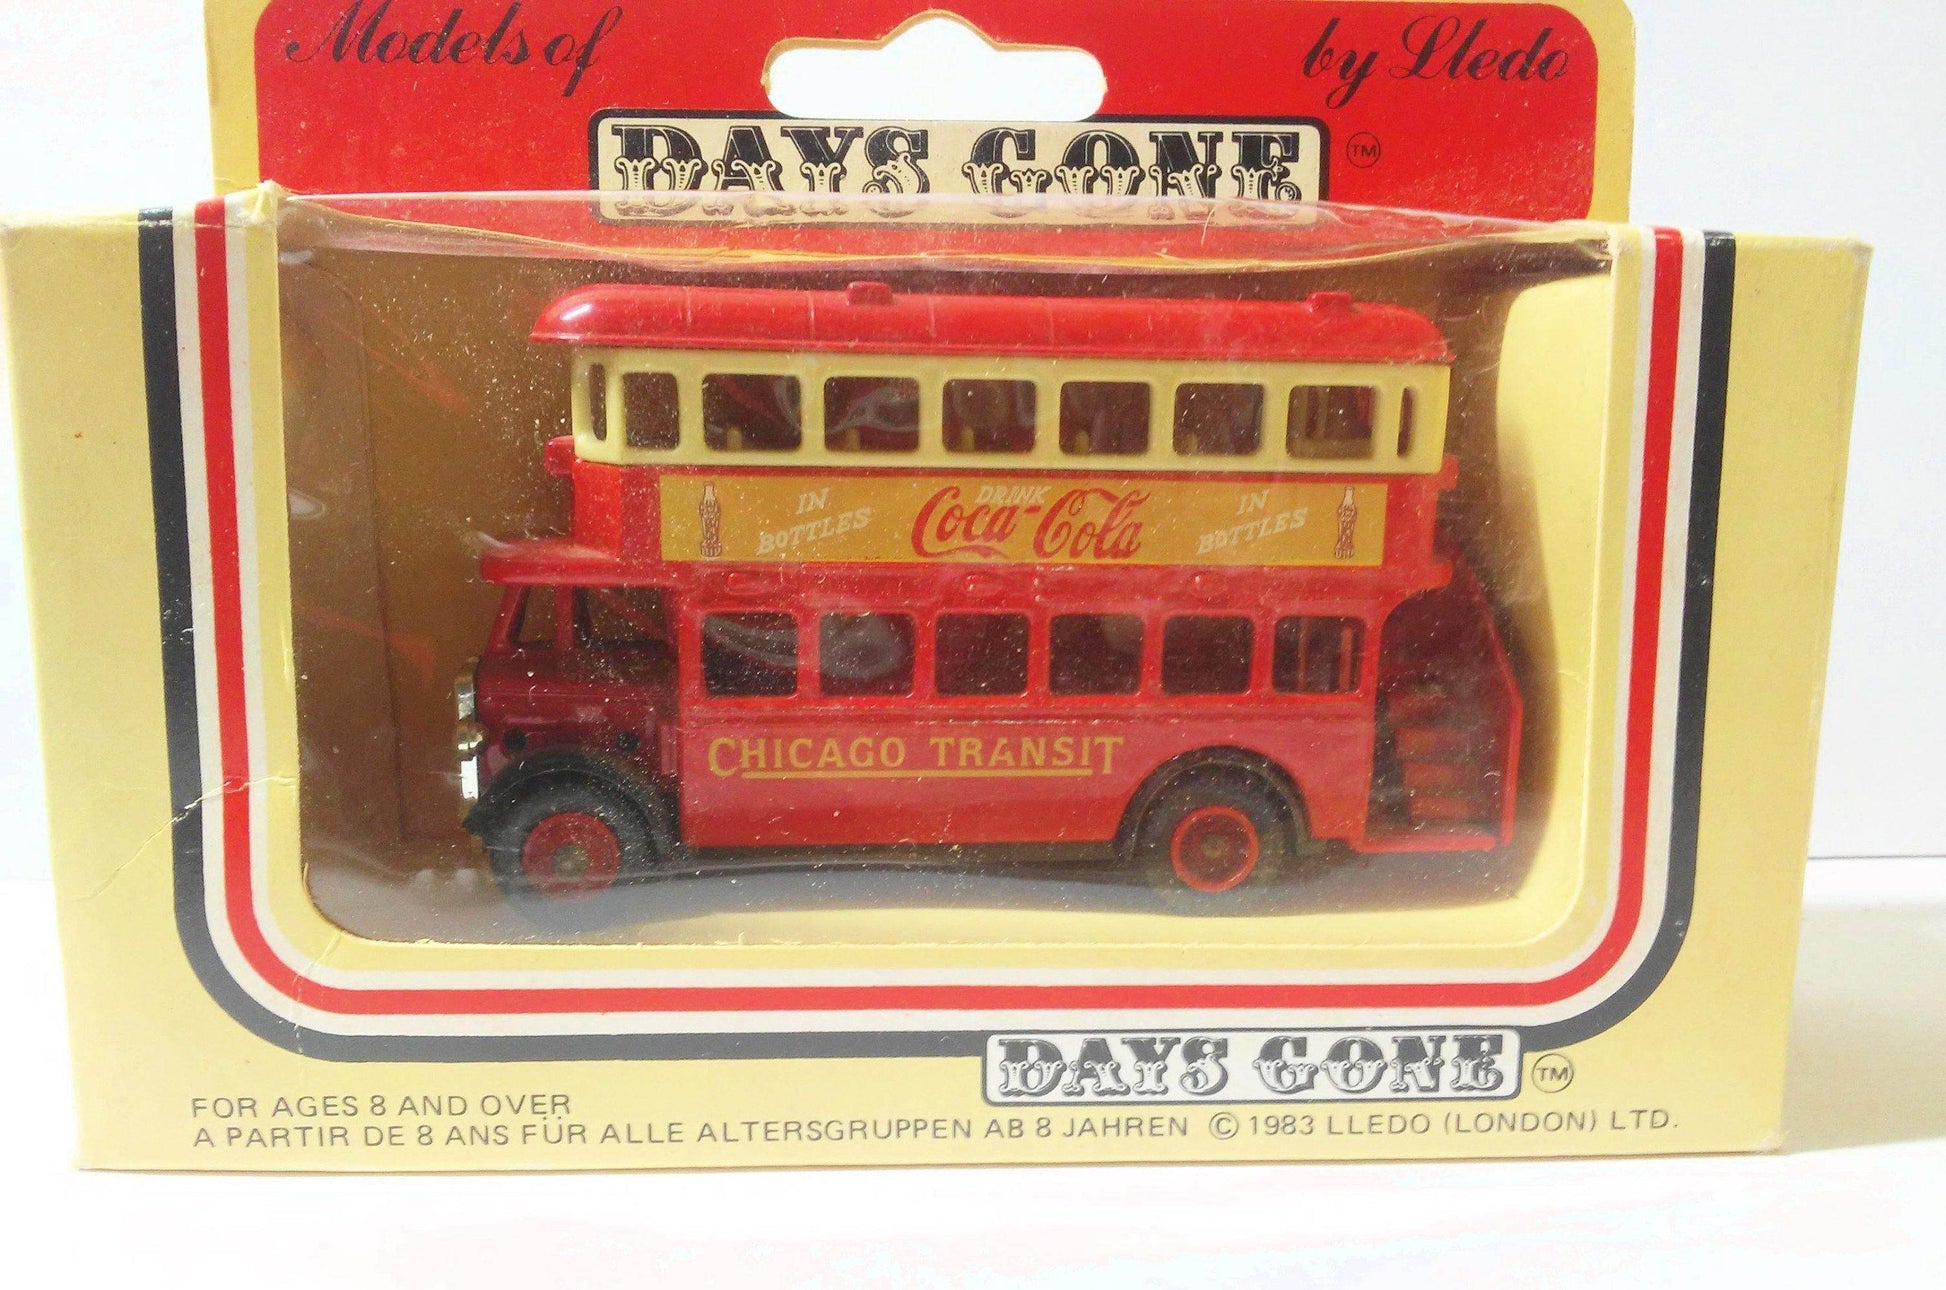 Models of
by Lledo
DAYS GONE TM
DRINK
IN BOTTLES
Coca-Cola
IN BOTTLES
CHICAGO TRANSIT
DAYS GONE TM
FOR AGES 8 AND OVER
A PARTIR DE 8 ANS FÜR ALLE ALTERSGRUPPEN AB 8 JAHREN © 1983 LLEDO (LONDON) LTD.